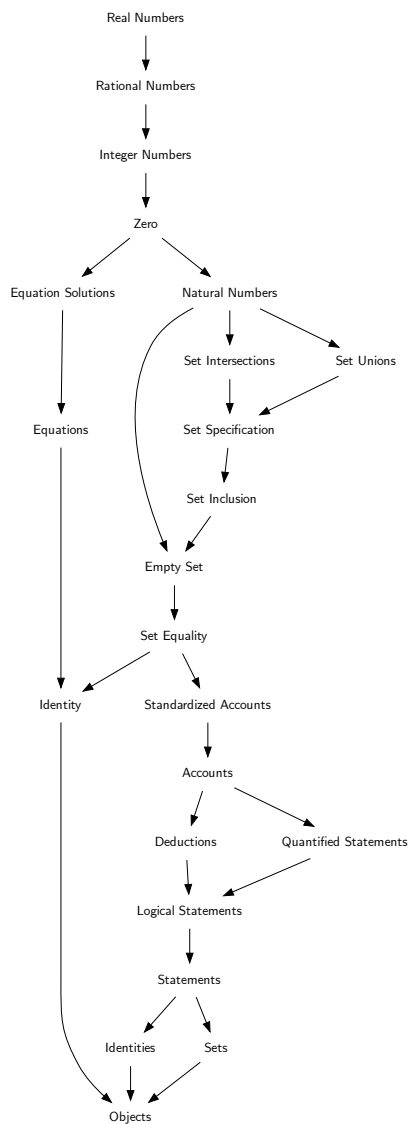 Real Numbers
Rational Numbers
Integer Numbers
Zero
Equation Solutions
Natural Numbers
Set Intersections
Set Unions
Equations
Set Specification
Set Inclusion
Empty Set
Set Equality
Identity
Standardized Accounts
Accounts
Deductions
Quantified Statements
Logical Statements
Statements
Identities
Sets
Objects